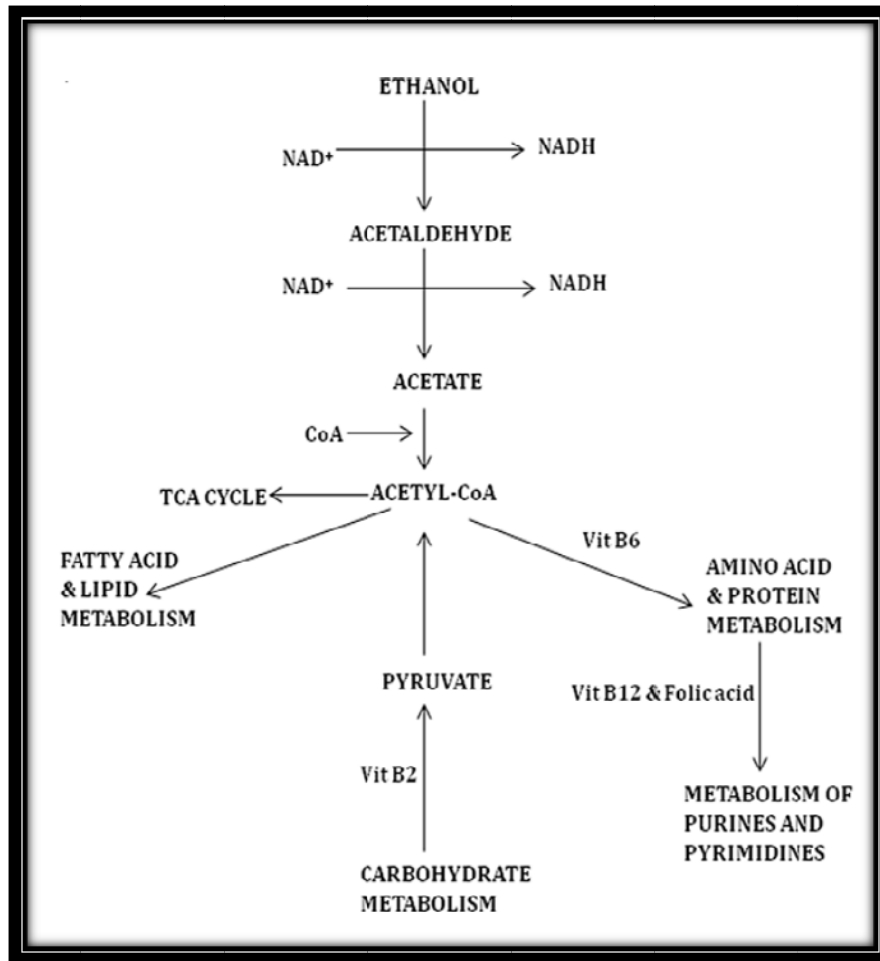 ETHANOL
NAD+
NADH
ACETALDEHYDE
NAD+
NADH
ACETATE
CoA
TCA CYCLE
ACETYL-CoA
Vit B6
FATTY ACID
& LIPID
METABOLISM
AMINO ACID
& PROTEIN
METABOLISM
PYRUVATE
Vit B12 & Folic acid
Vit B2
METABOLISM OF
PURINES AND
PYRIMIDINES
CARBOHYDRATE
METABOLISM